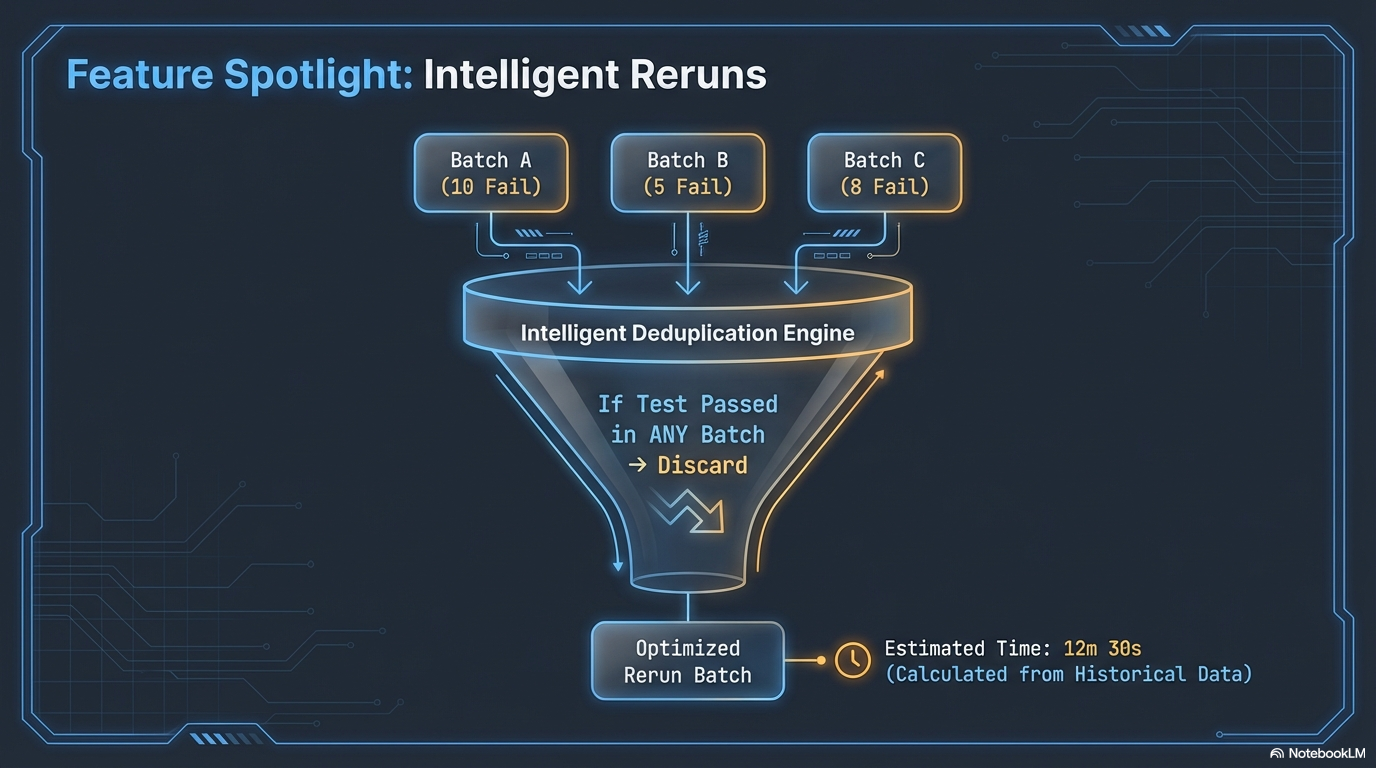 Feature Spotlight: Intelligent Reruns
Batch A
(10 Fail)
Batch B
(5 Fail)
Batch C
(8 Fail)
Intelligent Deduplication Engine
If Test Passed
in ANY Batch
→ Discard
Optimized
Rerun Batch
Estimated Time: 12m 30s
(Calculated from Historical Data)
NotebookLM